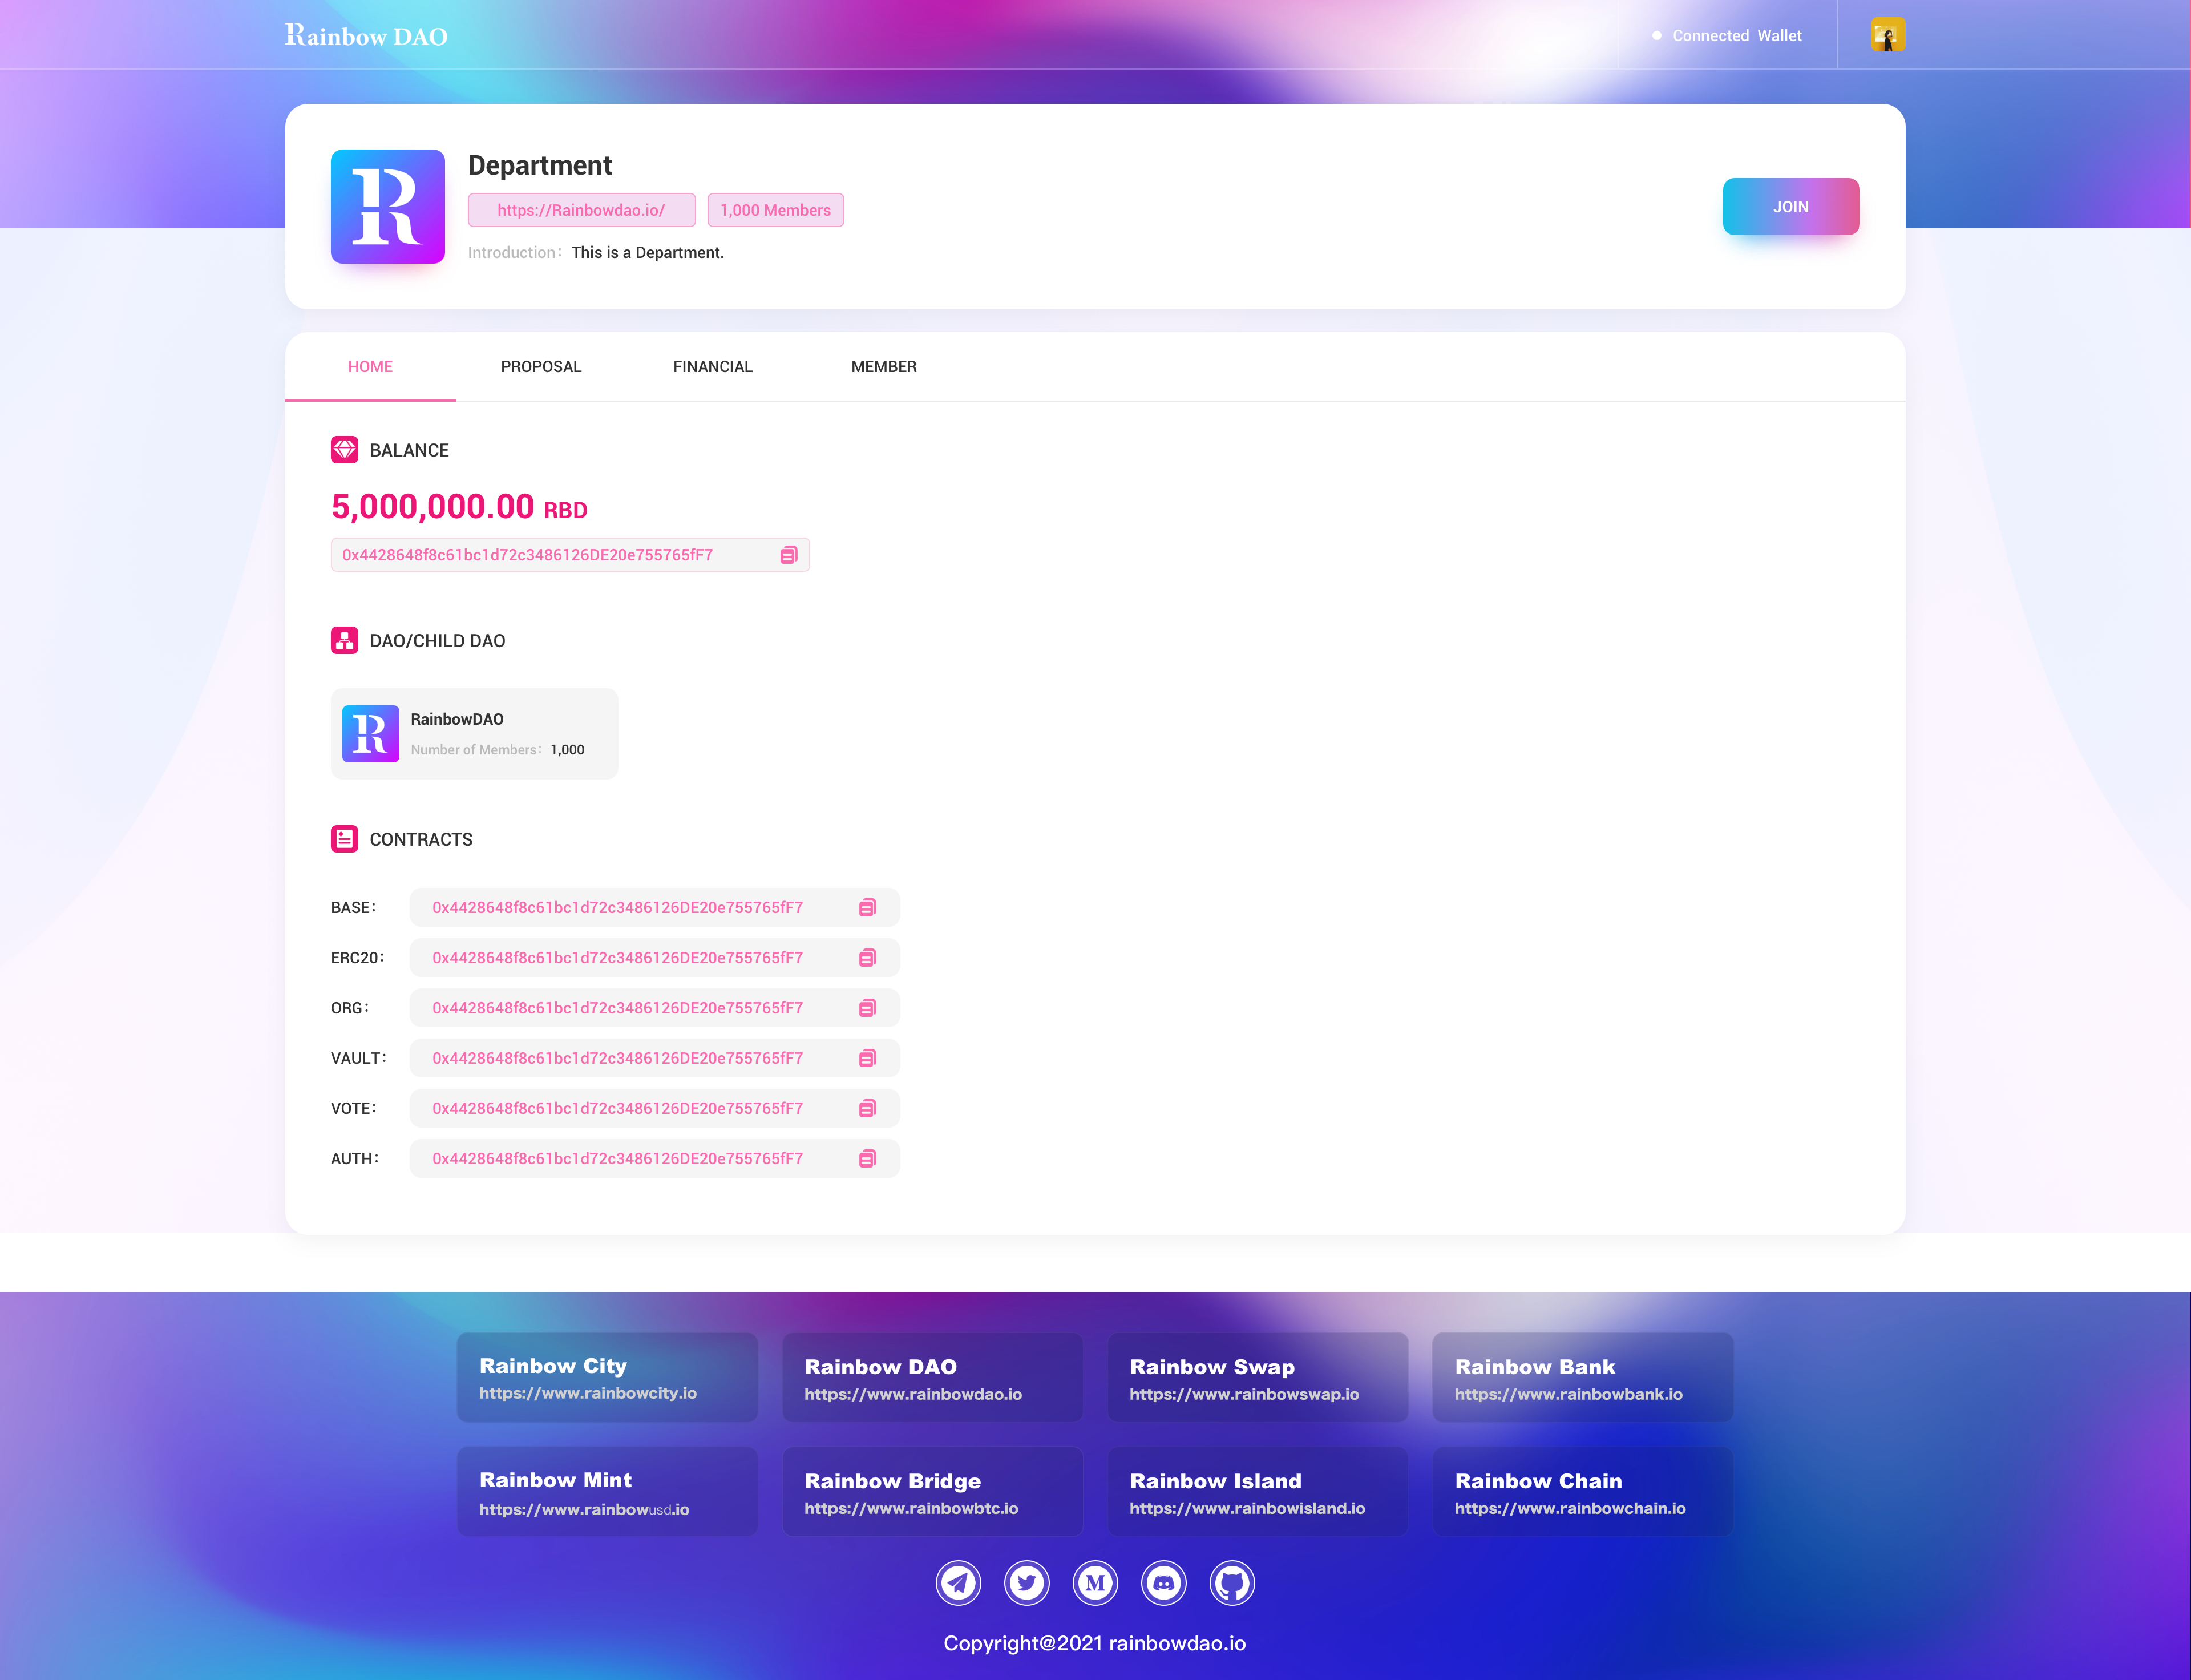 Rainbow DAO
Connected Wallet
R
Department
https://Rainbowdao.io/
1,000 Members
Introduction： This is a Department.
JOIN
HOME
PROPOSAL
FINANCIAL
MEMBER
BALANCE
5,000,000.00 RBD
0x4428648f8c61bc1d72c3486126DE20e755765fF7
DAO/CHILD DAO
R
RainbowDAO
Number of Members： 1,000
CONTRACTS
BASE： 0x4428648f8c61bc1d72c3486126DE20e755765fF7
ERC20： 0x4428648f8c61bc1d72c3486126DE20e755765fF7
ORG： 0x4428648f8c61bc1d72c3486126DE20e755765fF7
VAULT： 0x4428648f8c61bc1d72c3486126DE20e755765fF7
VOTE： 0x4428648f8c61bc1d72c3486126DE20e755765fF7
AUTH： 0x4428648f8c61bc1d72c3486126DE20e755765fF7
Rainbow City
https://www.rainbowcity.io
Rainbow DAO
https://www.rainbowdao.io
Rainbow Swap
https://www.rainbowswap.io
Rainbow Bank
https://www.rainbowbank.io
Rainbow Mint
https://www.rainbowusd.io
Rainbow Bridge
https://www.rainbowbtc.io
Rainbow Island
https://www.rainbowisland.io
Rainbow Chain
https://www.rainbowchain.io
M
Copyright@2021 rainbowdao.io